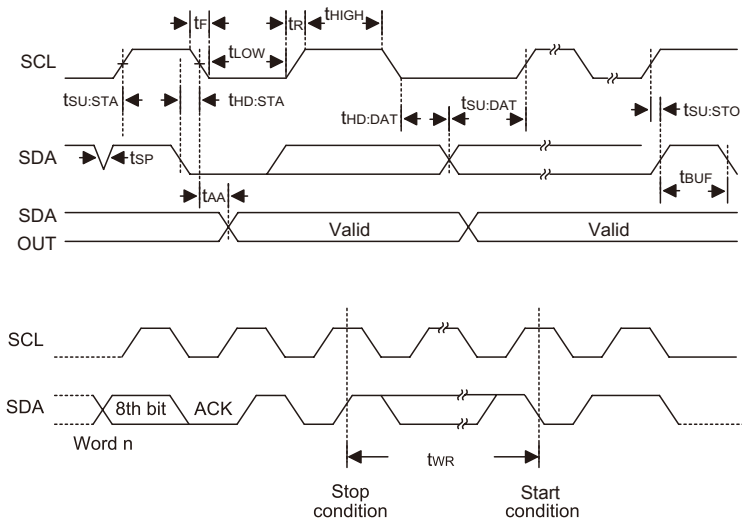 tF tR tHIGH
SCL tLOW
tSU:STA tHD:STA tHD:DAT tSU:DAT tSU:STO
SDA tSP tBUF
tAA
SDA
OUT Valid Valid
SCL
SDA 8th bit ACK
Word n
tWR
Stop
condition
Start
condition